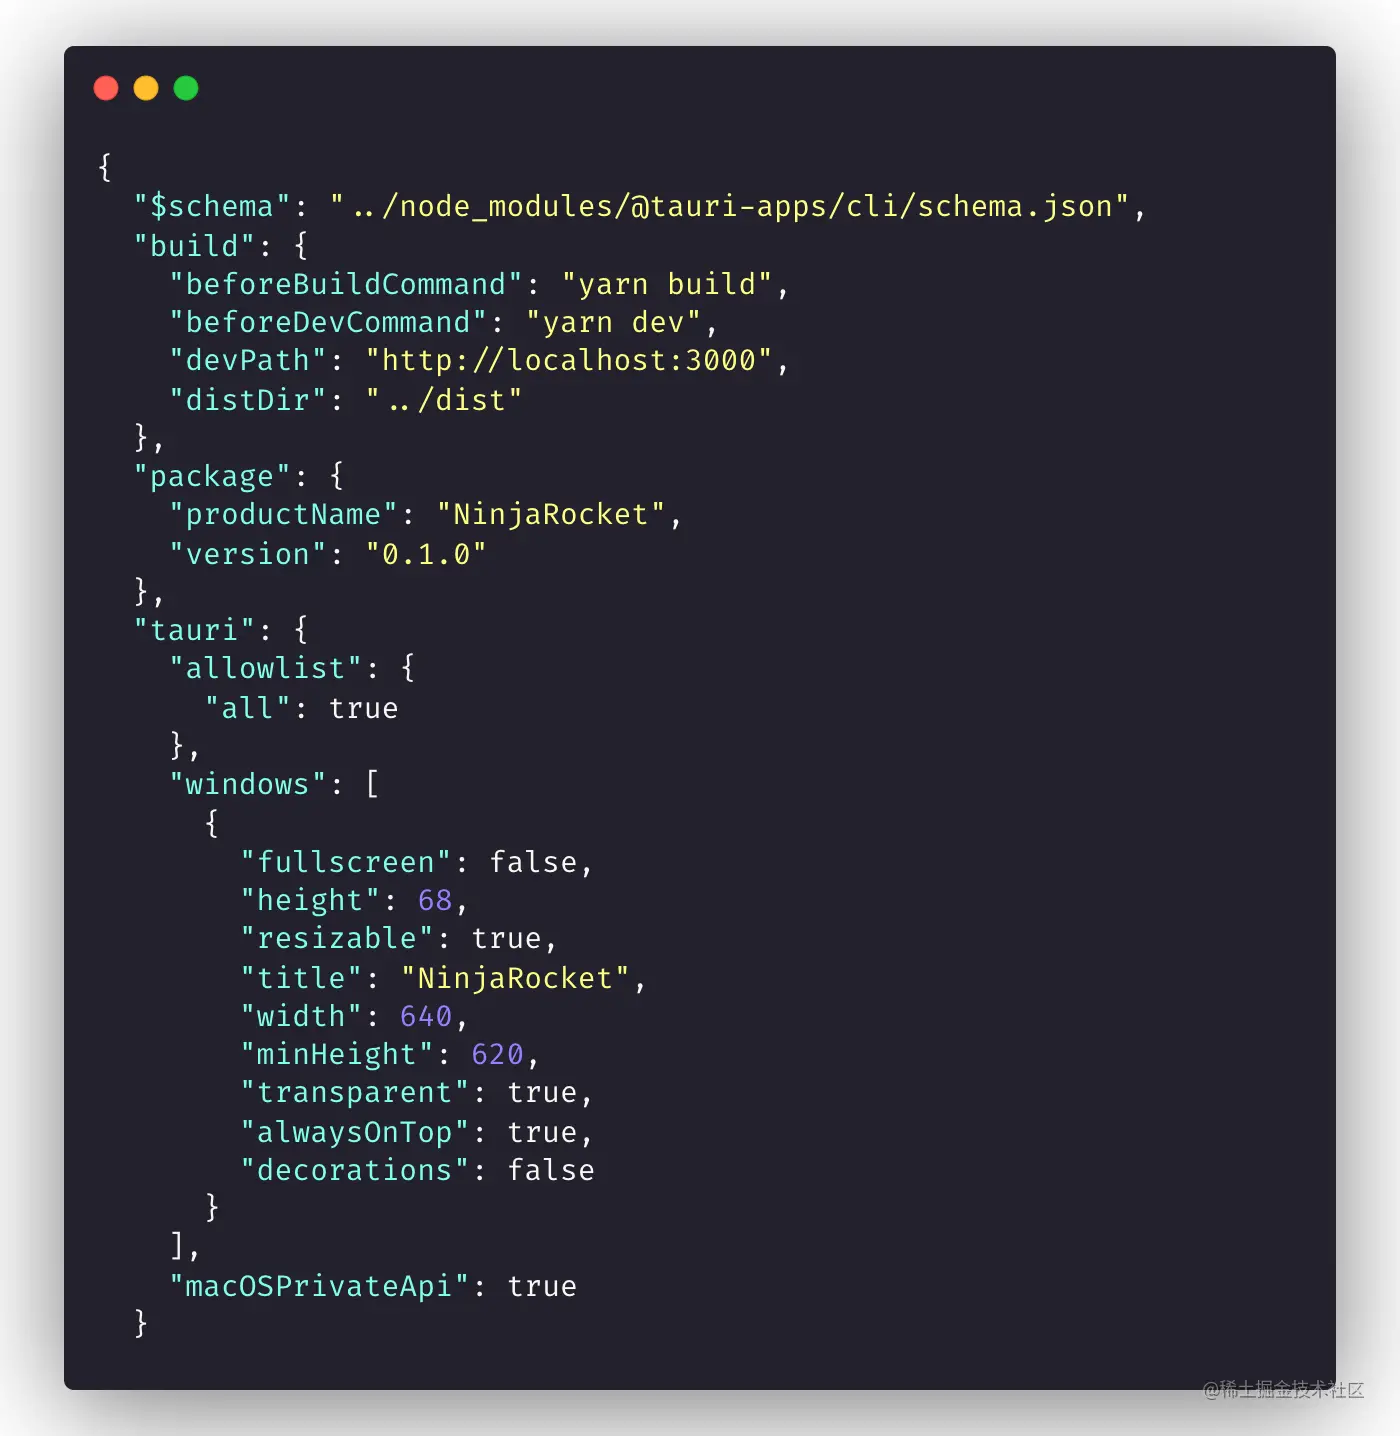 {
  "$schema": "../node_modules/@tauri-apps/cli/schema.json",
  "build": {
    "beforeBuildCommand": "yarn build",
    "beforeDevCommand": "yarn dev",
    "devPath": "http://localhost:3000",
    "distDir": "../dist"
  },
  "package": {
    "productName": "NinjaRocket",
    "version": "0.1.0"
  },
  "tauri": {
    "allowlist": {
      "all": true
    },
    "windows": [
      {
        "fullscreen": false,
        "height": 68,
        "resizable": true,
        "title": "NinjaRocket",
        "width": 640,
        "minHeight": 620,
        "transparent": true,
        "alwaysOnTop": true,
        "decorations": false
      }
    ],
    "macOSPrivateApi": true
  }
@稀土掘金技术社区